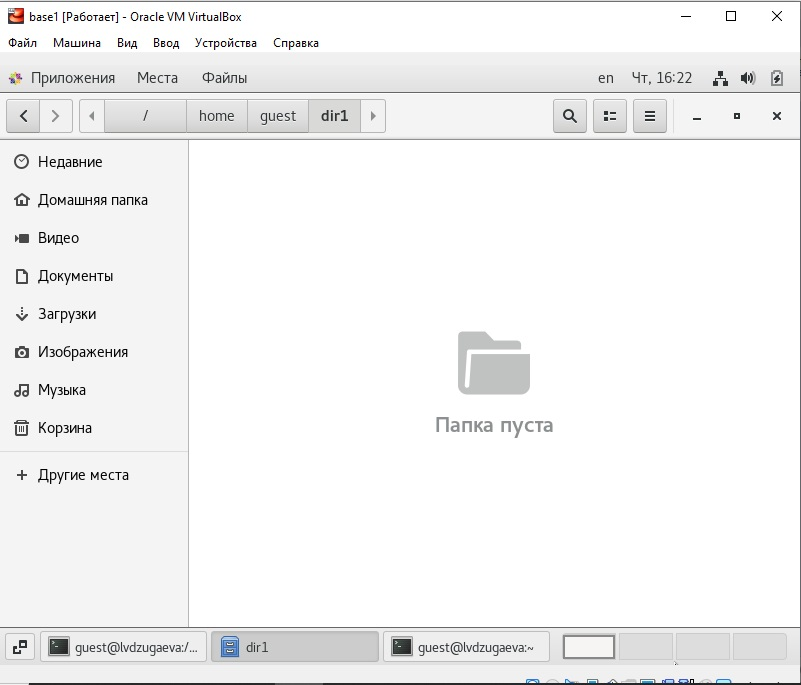 base1 [Работает] - Oracle VM VirtualBox
Файл Машина Вид Ввод Устройства Справка
Приложения Места Файлы en Чт, 16:22
/ home guest dir1
Недавние
Домашняя папка
Видео
Документы
Загрузки
Изображения
Музыка
Корзина
Другие места
Папка пуста
guest@lvdzugaeva:/... dir1 guest@lvdzugaeva:~